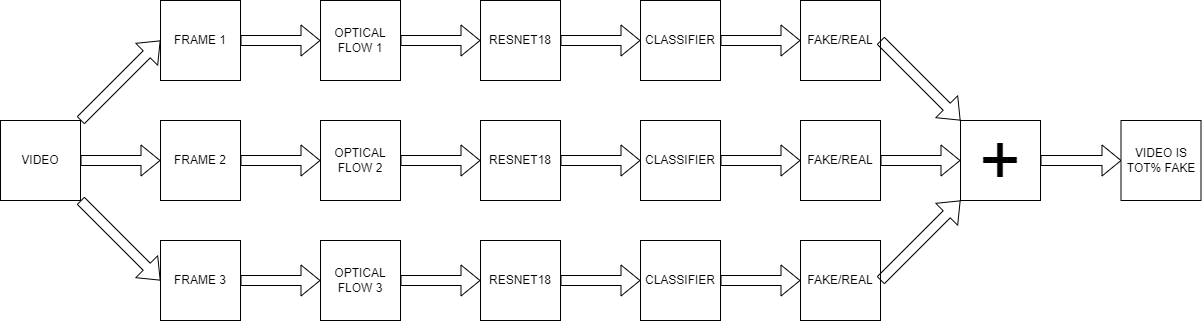 FRAME 1
OPTICAL
FLOW 1
RESNET18
CLASSIFIER
FAKE/REAL
VIDEO
FRAME 2
OPTICAL
FLOW 2
RESNET18
CLASSIFIER
FAKE/REAL
+
VIDEO IS
TOT% FAKE
FRAME 3
OPTICAL
FLOW 3
RESNET18
CLASSIFIER
FAKE/REAL